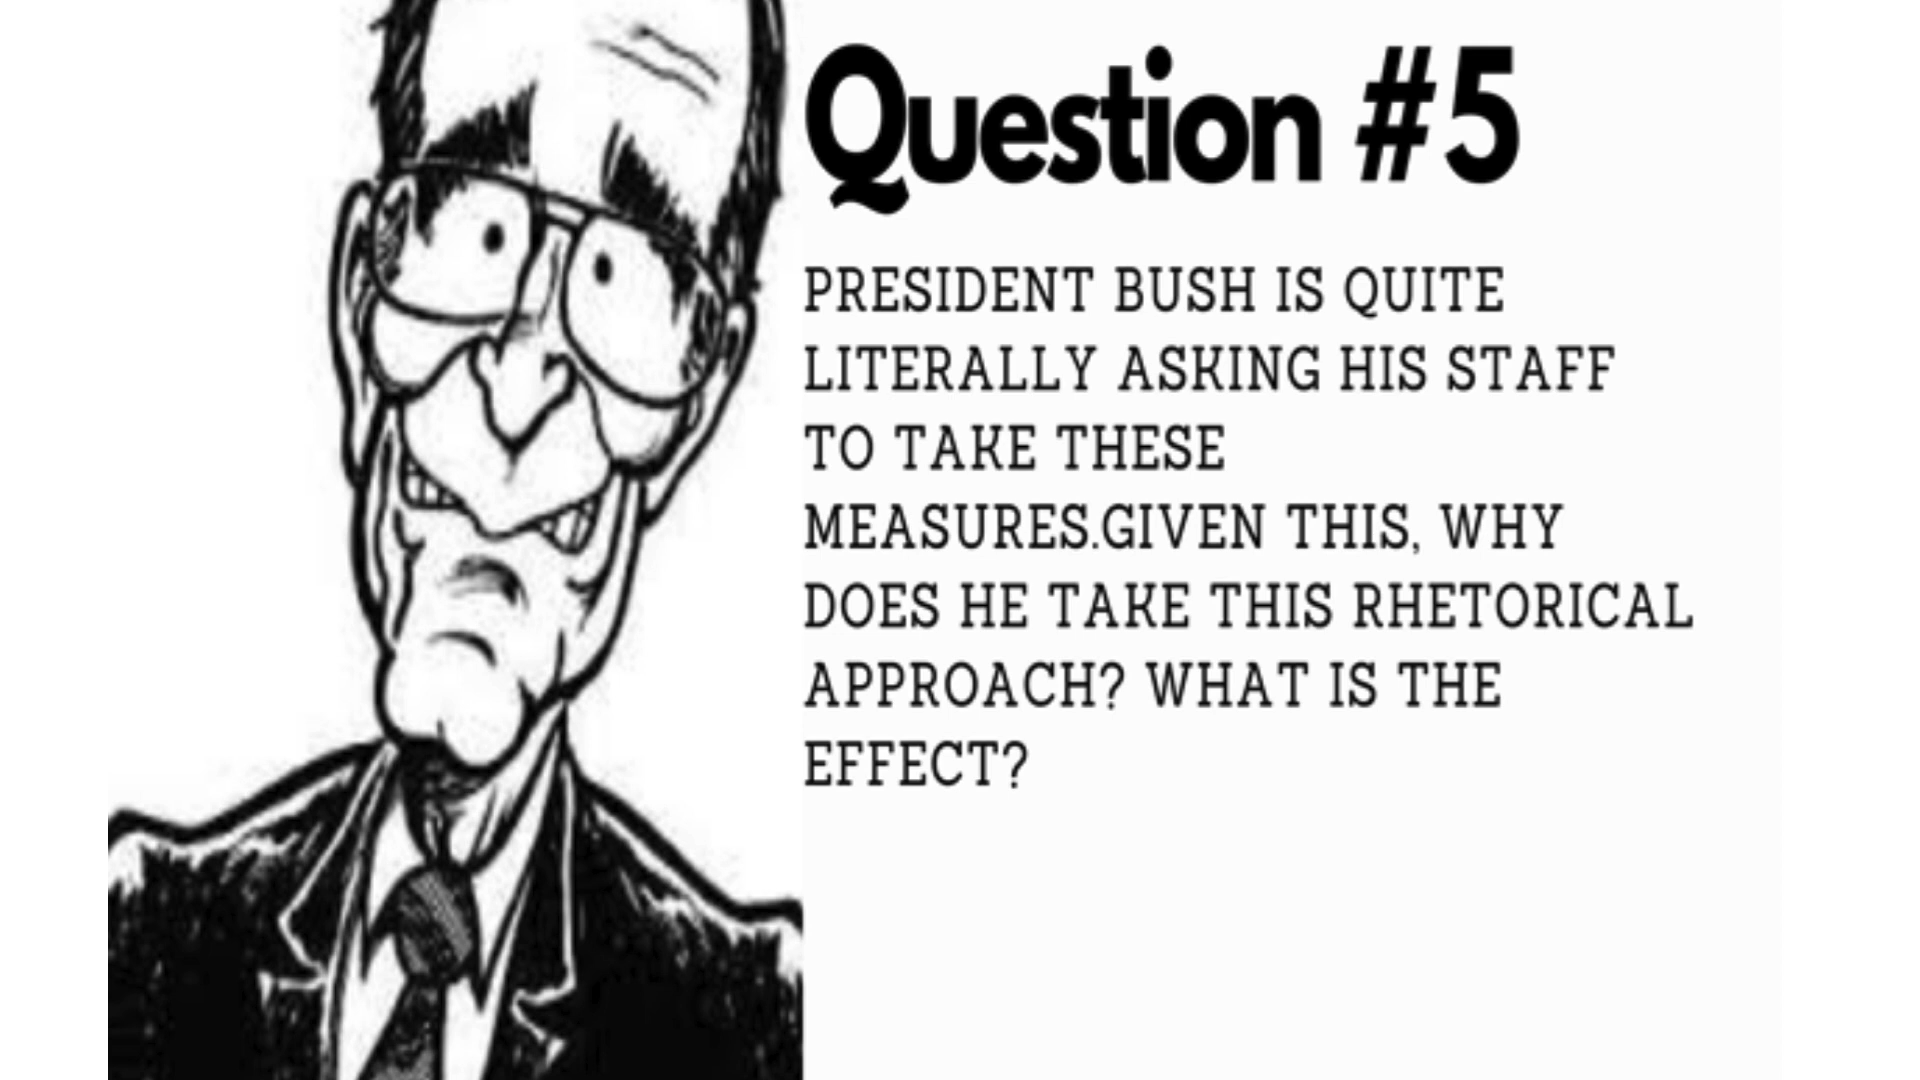 Question #5
PRESIDENT BUSH IS QUITE
LITERALLY ASKING HIS STAFF
TO TAKE THESE
MEASURES.GIVEN THIS, WHY
DOES HE TAKE THIS RHETORICAL
APPROACH? WHAT IS THE
EFFECT?